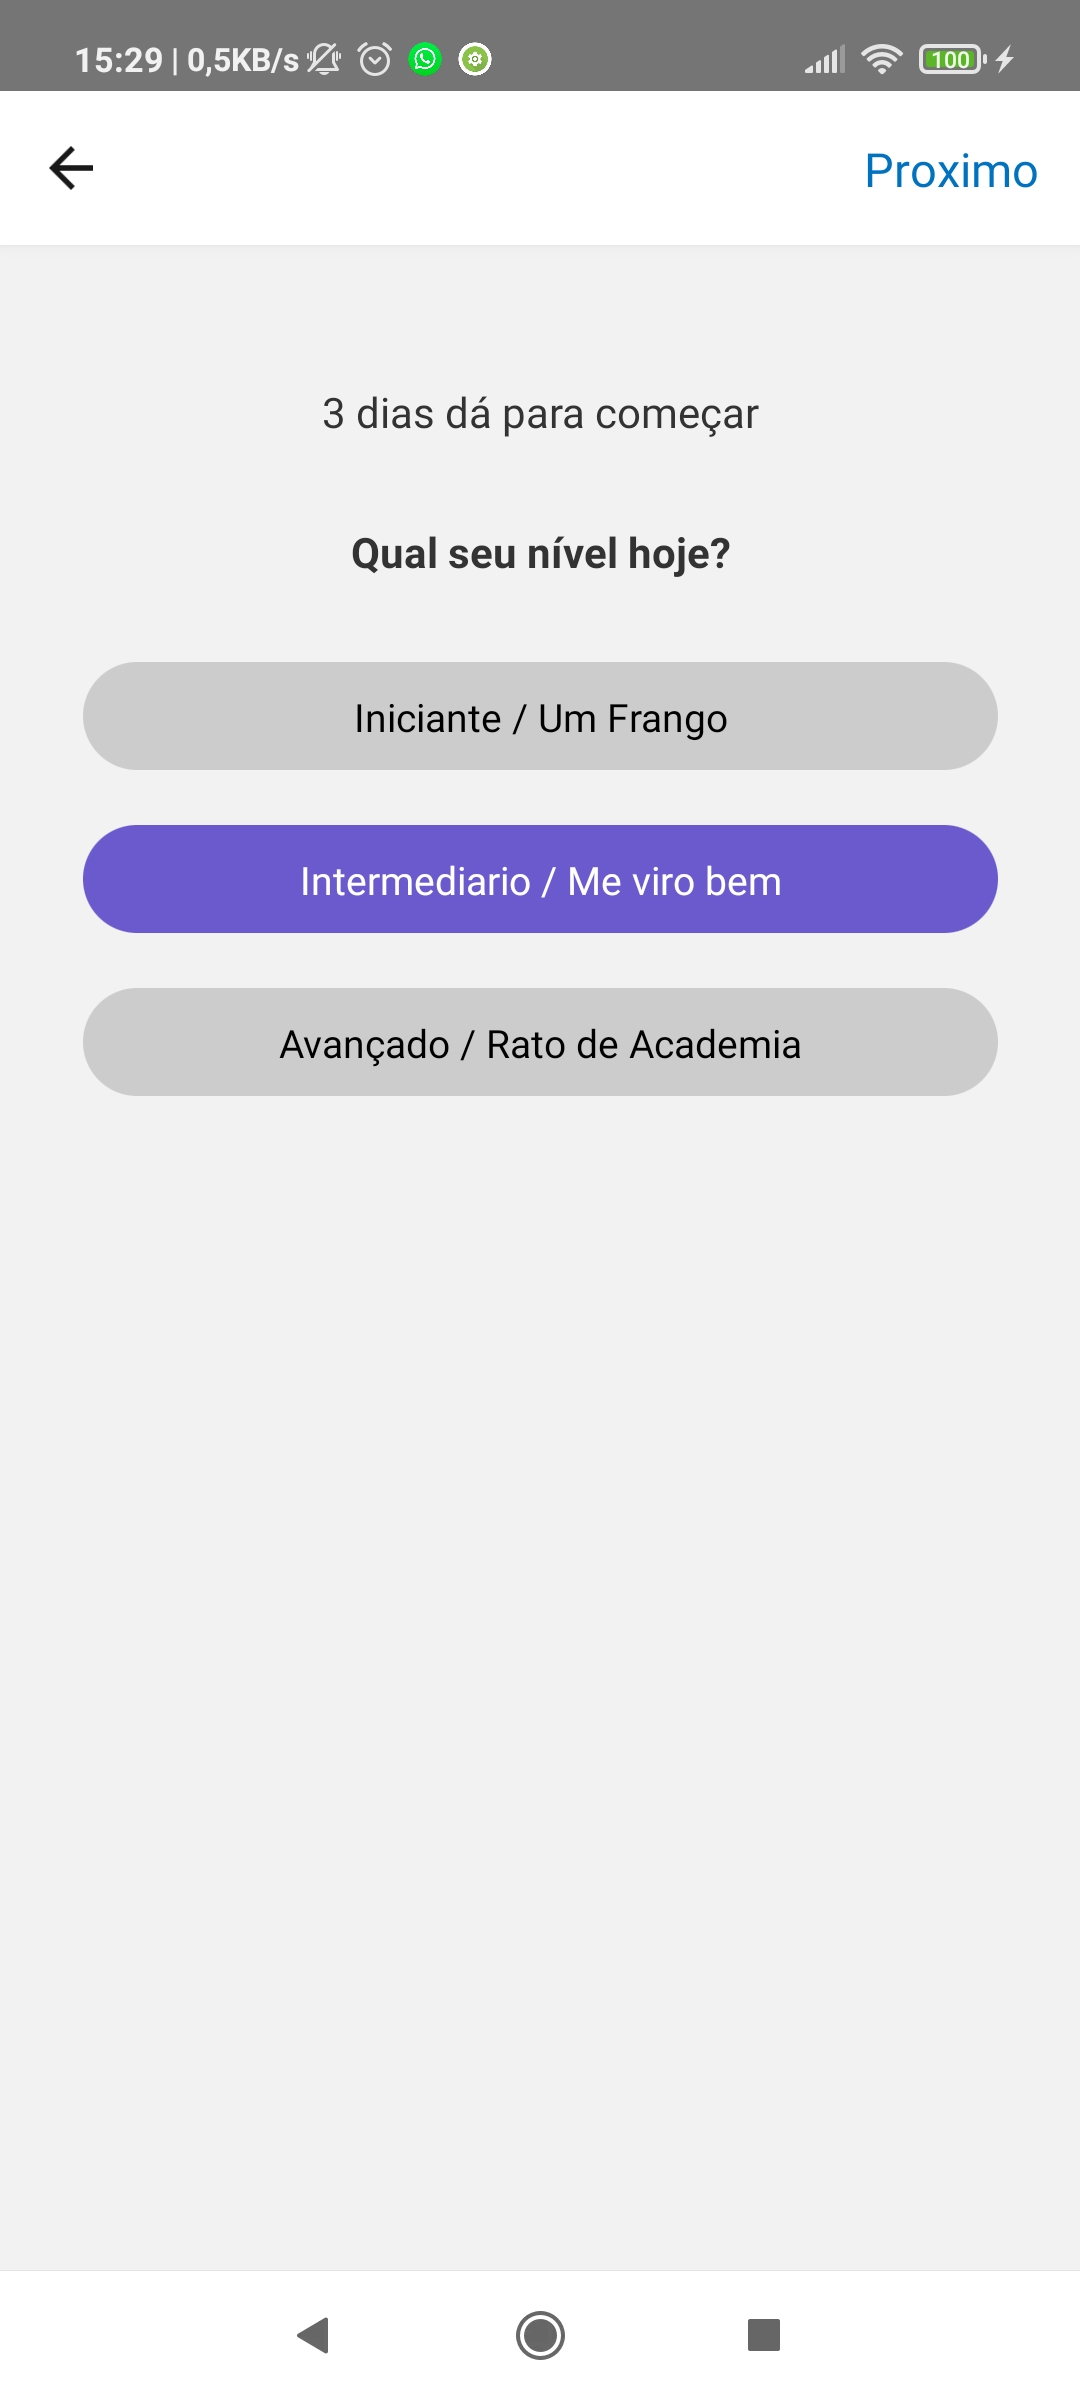 15:29 | 0,5KB/s
100
Proximo
3 dias dá para começar
Qual seu nível hoje?
Iniciante / Um Frango
Intermediario / Me viro bem
Avançado / Rato de Academia